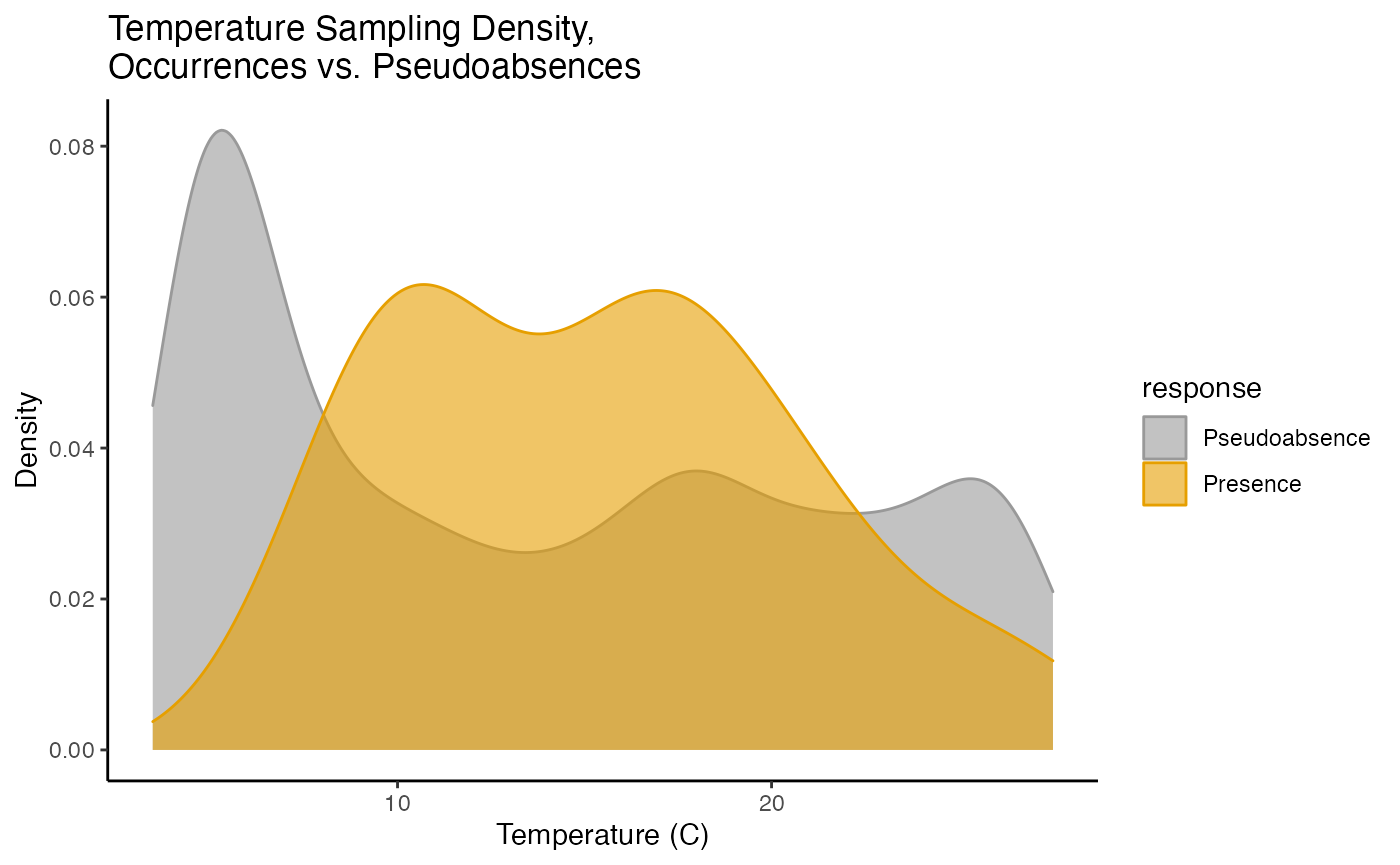 Temperature Sampling Density,
Occurrences vs. Pseudoabsences
0.08
0.06
0.04
0.02
0.00
Density
10
20
Temperature (C)
response
Pseudoabsence
Presence